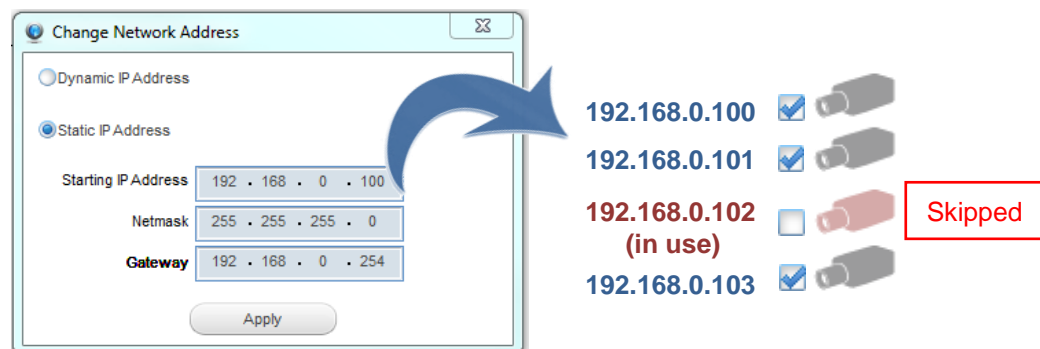 Change Network Address
Dynamic IP Address
Static IP Address
Starting IP Address 192 . 168 . 0 . 100
Netmask 255 . 255 . 255 . 0
Gateway 192 . 168 . 0 . 254
Apply
192.168.0.100
192.168.0.101
192.168.0.102
(in use)
Skipped
192.168.0.103